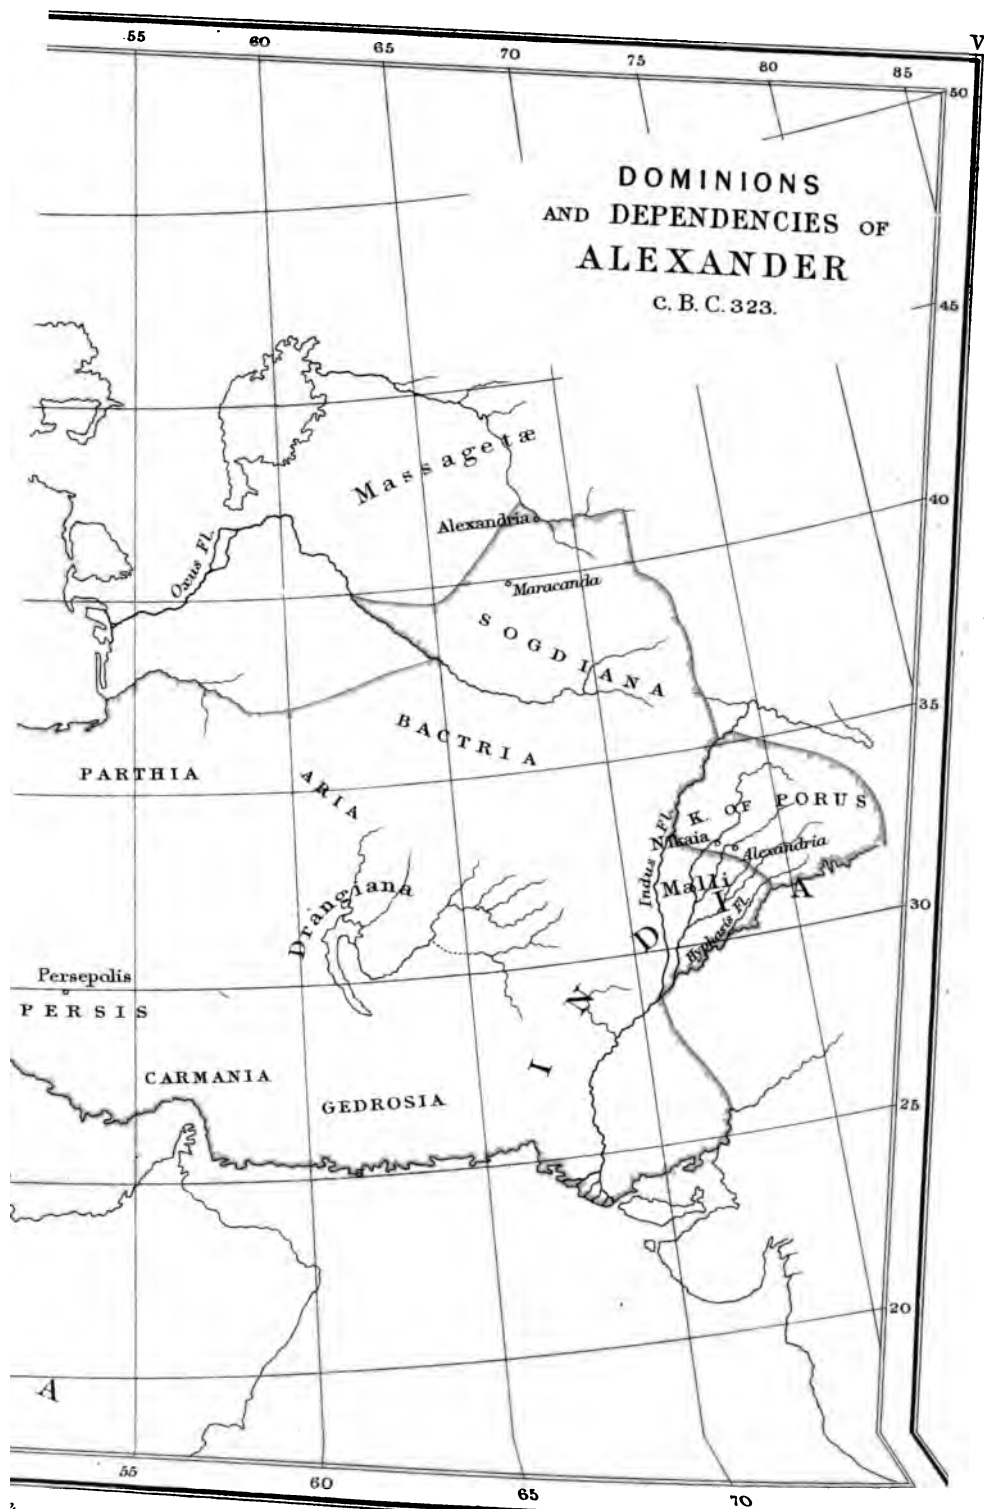 V
55 60 65 70 75 80 85
50
DOMINIONS
AND DEPENDENCIES OF
ALEXANDER
C. B. C. 323.
45
Massagetæ
40
Alexandria
Oxus Fl.
Maracanda
SOGDIANA
35
BACTRIA
PARTHIA
ARIA
K. OF PORUS
Indus Fl.
Nikaia
Alexandria
Malli
Drangiana
30
Hyphasis Fl.
INDIA
Persepolis
PERSIS
CARMANIA
GEDROSIA
25
20
A
55 60 65 70